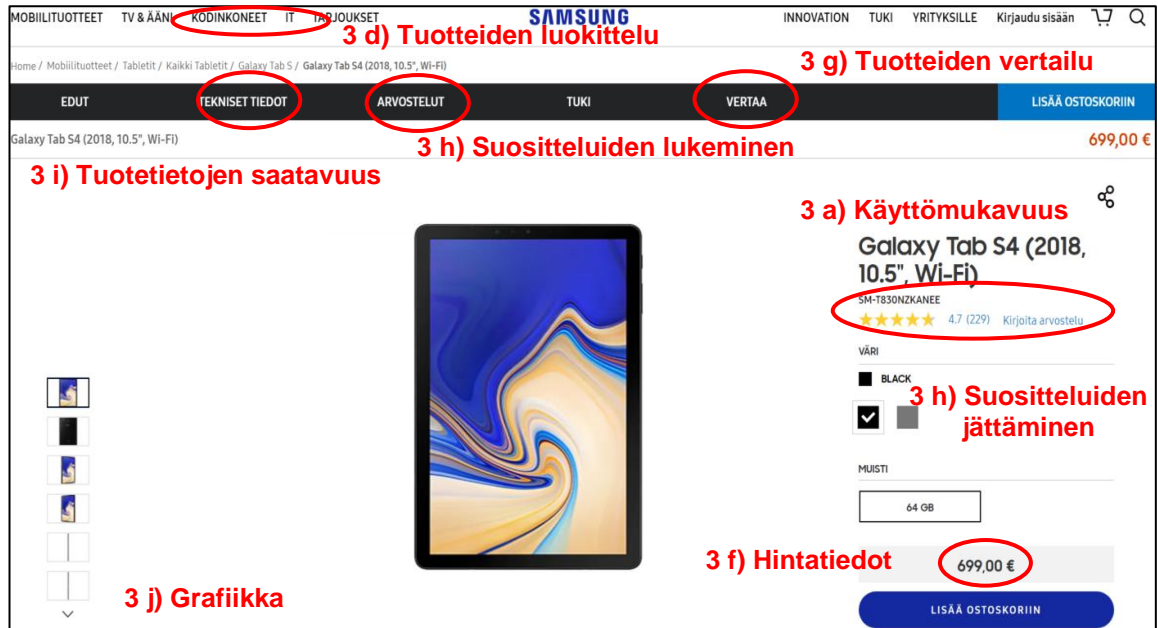 MOBIILITUOTTEET TV & ÄÄNI KODINKONEET IT TARJOUKSET SAMSUNG INNOVATION TUKI YRITYKSILLE Kirjaudu sisään
3 d) Tuotteiden luokittelu
Home / Mobiilituotteet / Tabletit / Kaikki Tabletit / Galaxy Tab S / Galaxy Tab S4 (2018, 10.5", Wi-Fi)
3 g) Tuotteiden vertailu
EDUT TEKNISET TIEDOT ARVOSTELUT TUKI VERTAA LISÄÄ OSTOSKORIIN
Galaxy Tab S4 (2018, 10.5", Wi-Fi) 699,00 €
3 h) Suositteluiden lukeminen
3 i) Tuotetietojen saatavuus
3 a) Käyttömukavuus
Galaxy Tab S4 (2018,
10.5", Wi-Fi)
SM-T830NZKANEE
4.7 (229) Kirjoita arvostelu
VÄRI
BLACK
3 h) Suositteluiden
jättäminen
MUISTI
64 GB
3 f) Hintatiedot
699,00 €
3 j) Grafiikka
LISÄÄ OSTOSKORIIN